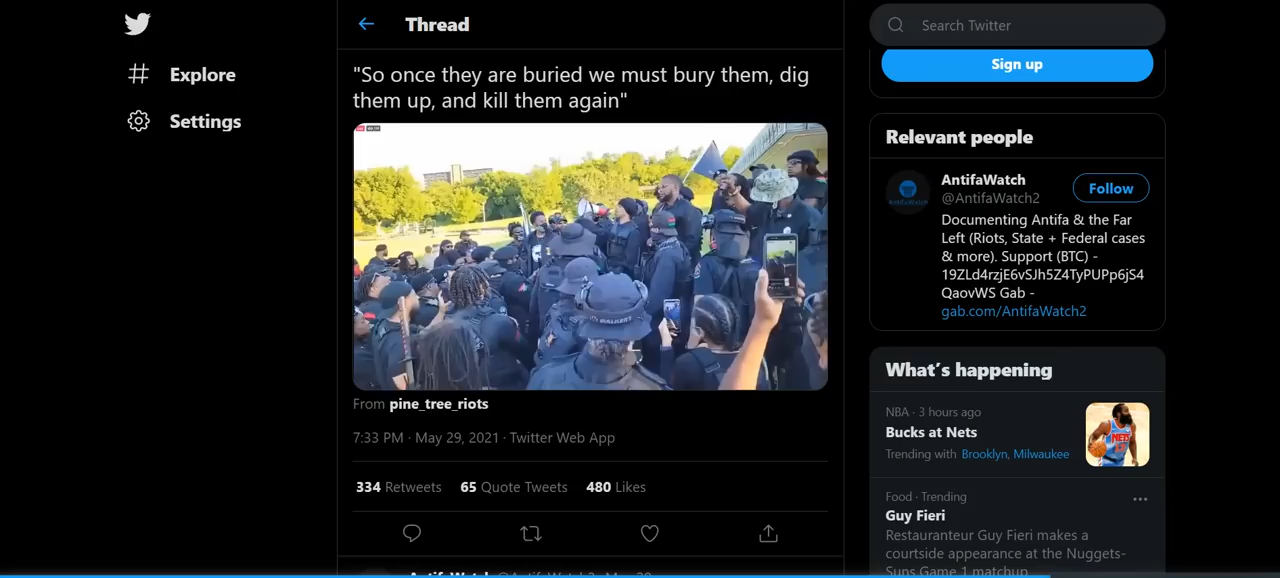 Thread
Search Twitter
Explore
Settings
"So once they are buried we must bury them, dig
them up, and kill them again"
From pine_tree_riots
7:33 PM · May 29, 2021 · Twitter Web App
334 Retweets 65 Quote Tweets 480 Likes
Sign up
Relevant people
AntifaWatch
@AntifaWatch2
Follow
Documenting Antifa & the Far
Left (Riots, State + Federal cases
& more). Support (BTC) -
19ZLd4rzjE6vSJh5Z4TyPUPp6jS4
QaovWS Gab -
gab.com/AntifaWatch2
What's happening
NBA · 3 hours ago
Bucks at Nets
Trending with Brooklyn, Milwaukee
Food · Trending
Guy Fieri
Restauranteur Guy Fieri makes a
courtside appearance at the Nuggets-
Suns Game 1 matchup.